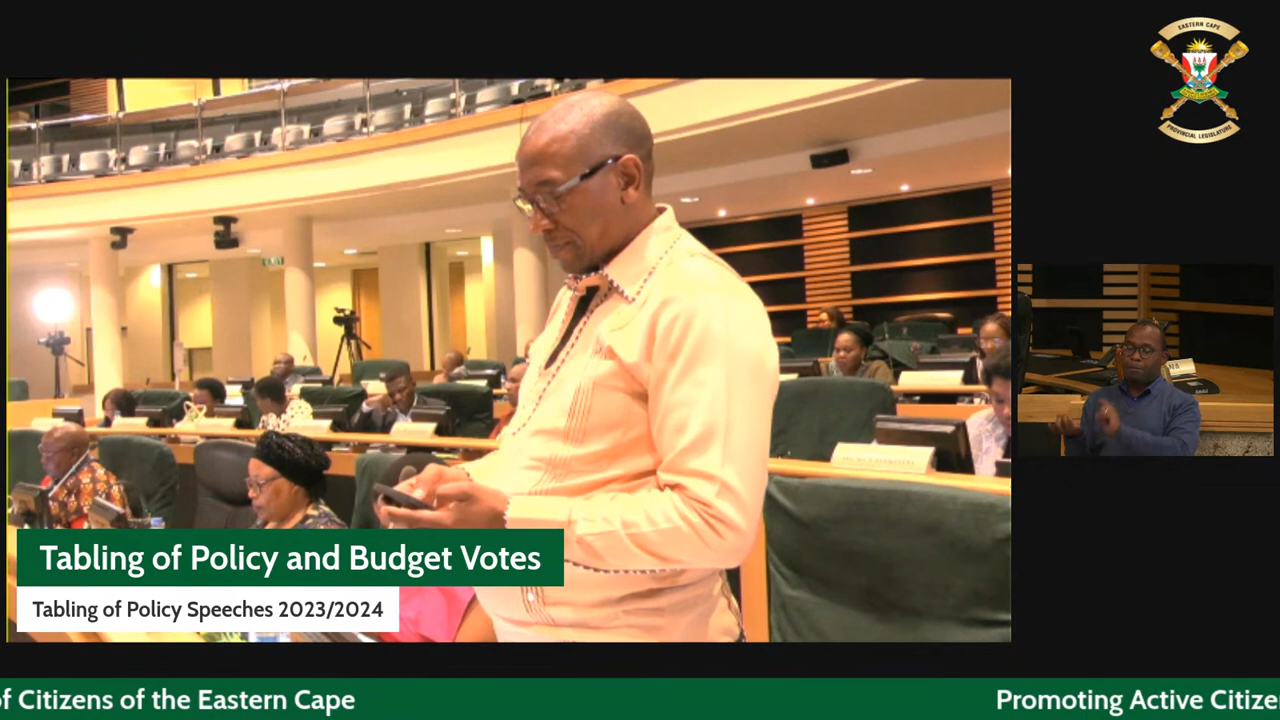 EASTERN CAPE
PROVINCIAL LEGISLATURE
Tabling of Policy and Budget Votes
Tabling of Policy Speeches 2023/2024
of Citizens of the Eastern Cape
Promoting Active Citize